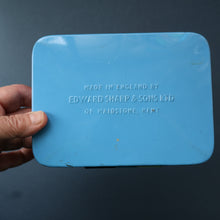 MADE IN ENGLAND BY
EDWARD SHARP & SONS Ltd
OF MAIDSTONE, KENT